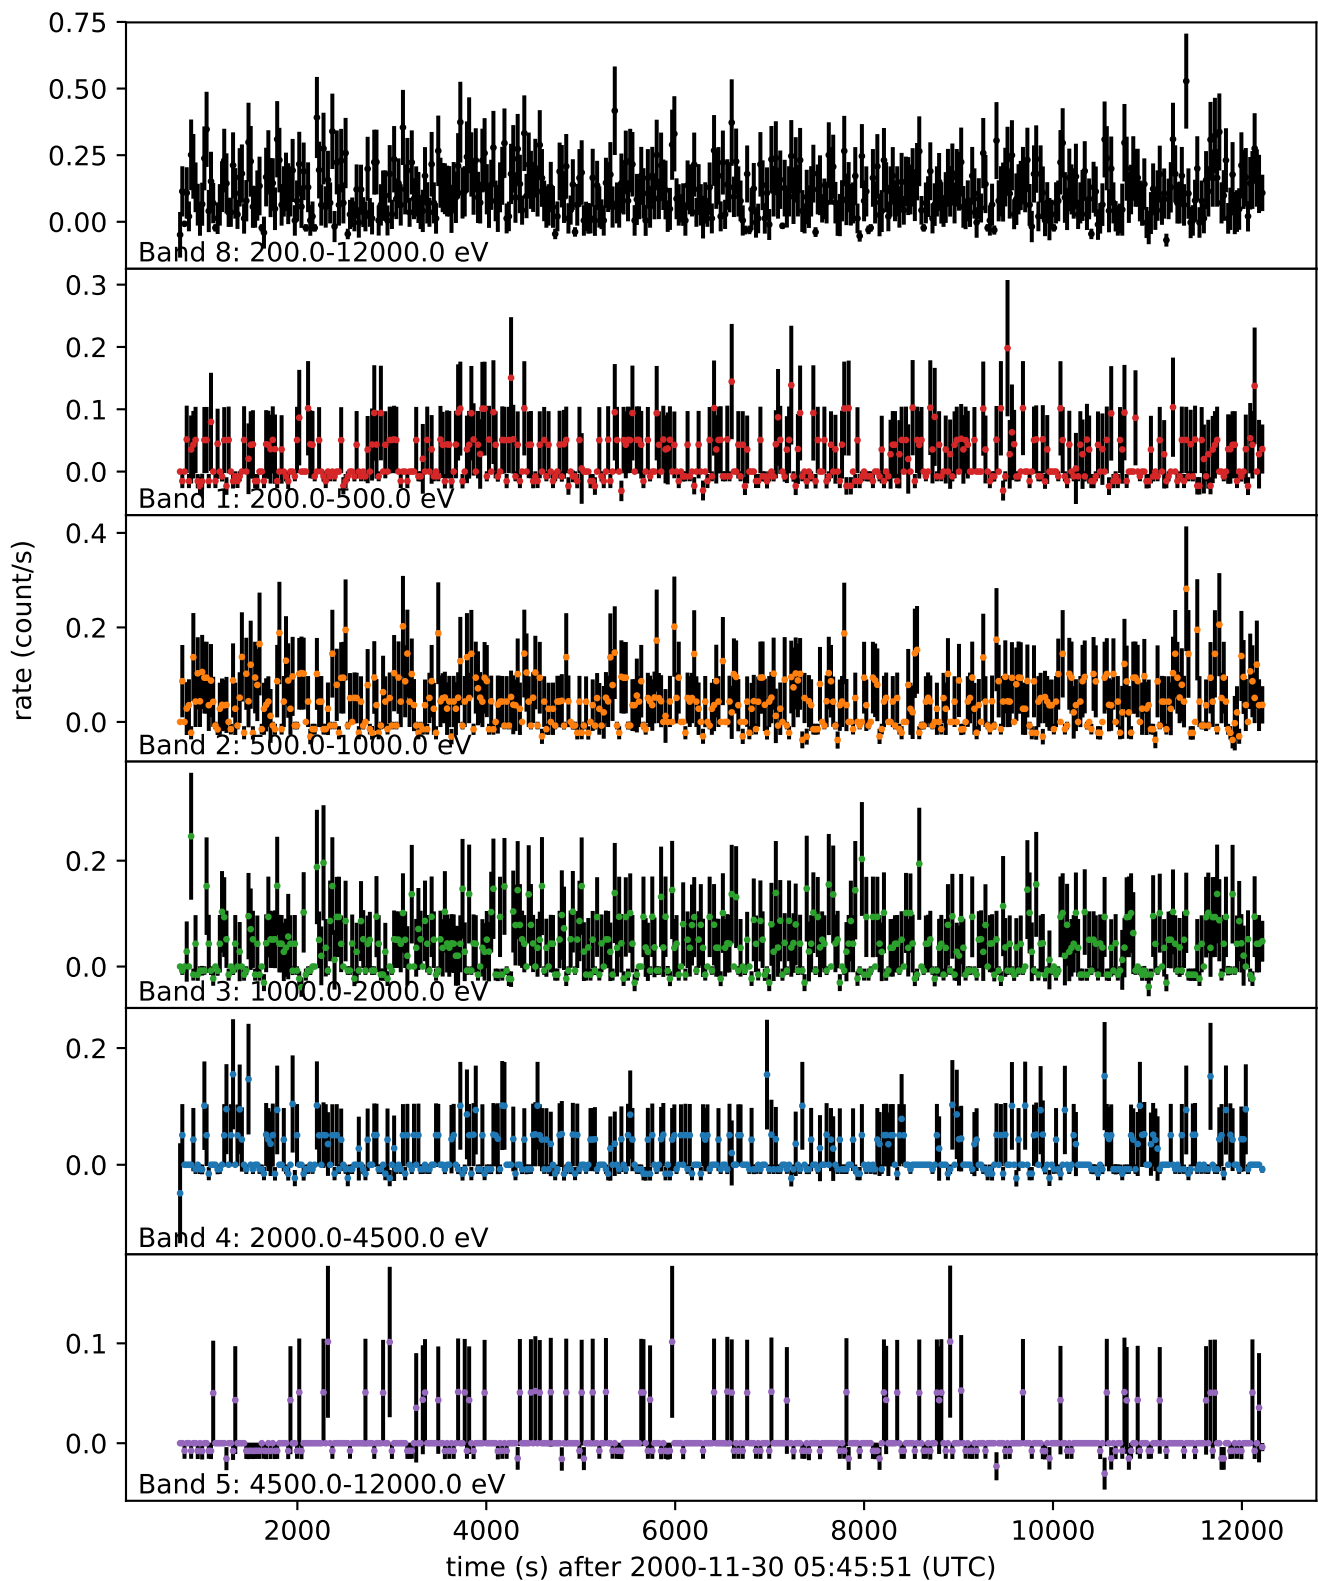 0.75
0.50
0.25
0.00
Band 8: 200.0-12000.0 eV
0.3
0.2
0.1
0.0
Band 1: 200.0-500.0 eV
0.4
0.2
0.0
Band 2: 500.0-1000.0 eV
rate (count/s)
0.2
0.0
Band 3: 1000.0-2000.0 eV
0.2
0.0
Band 4: 2000.0-4500.0 eV
0.1
0.0
Band 5: 4500.0-12000.0 eV
2000 4000 6000 8000 10000 12000
time (s) after 2000-11-30 05:45:51 (UTC)